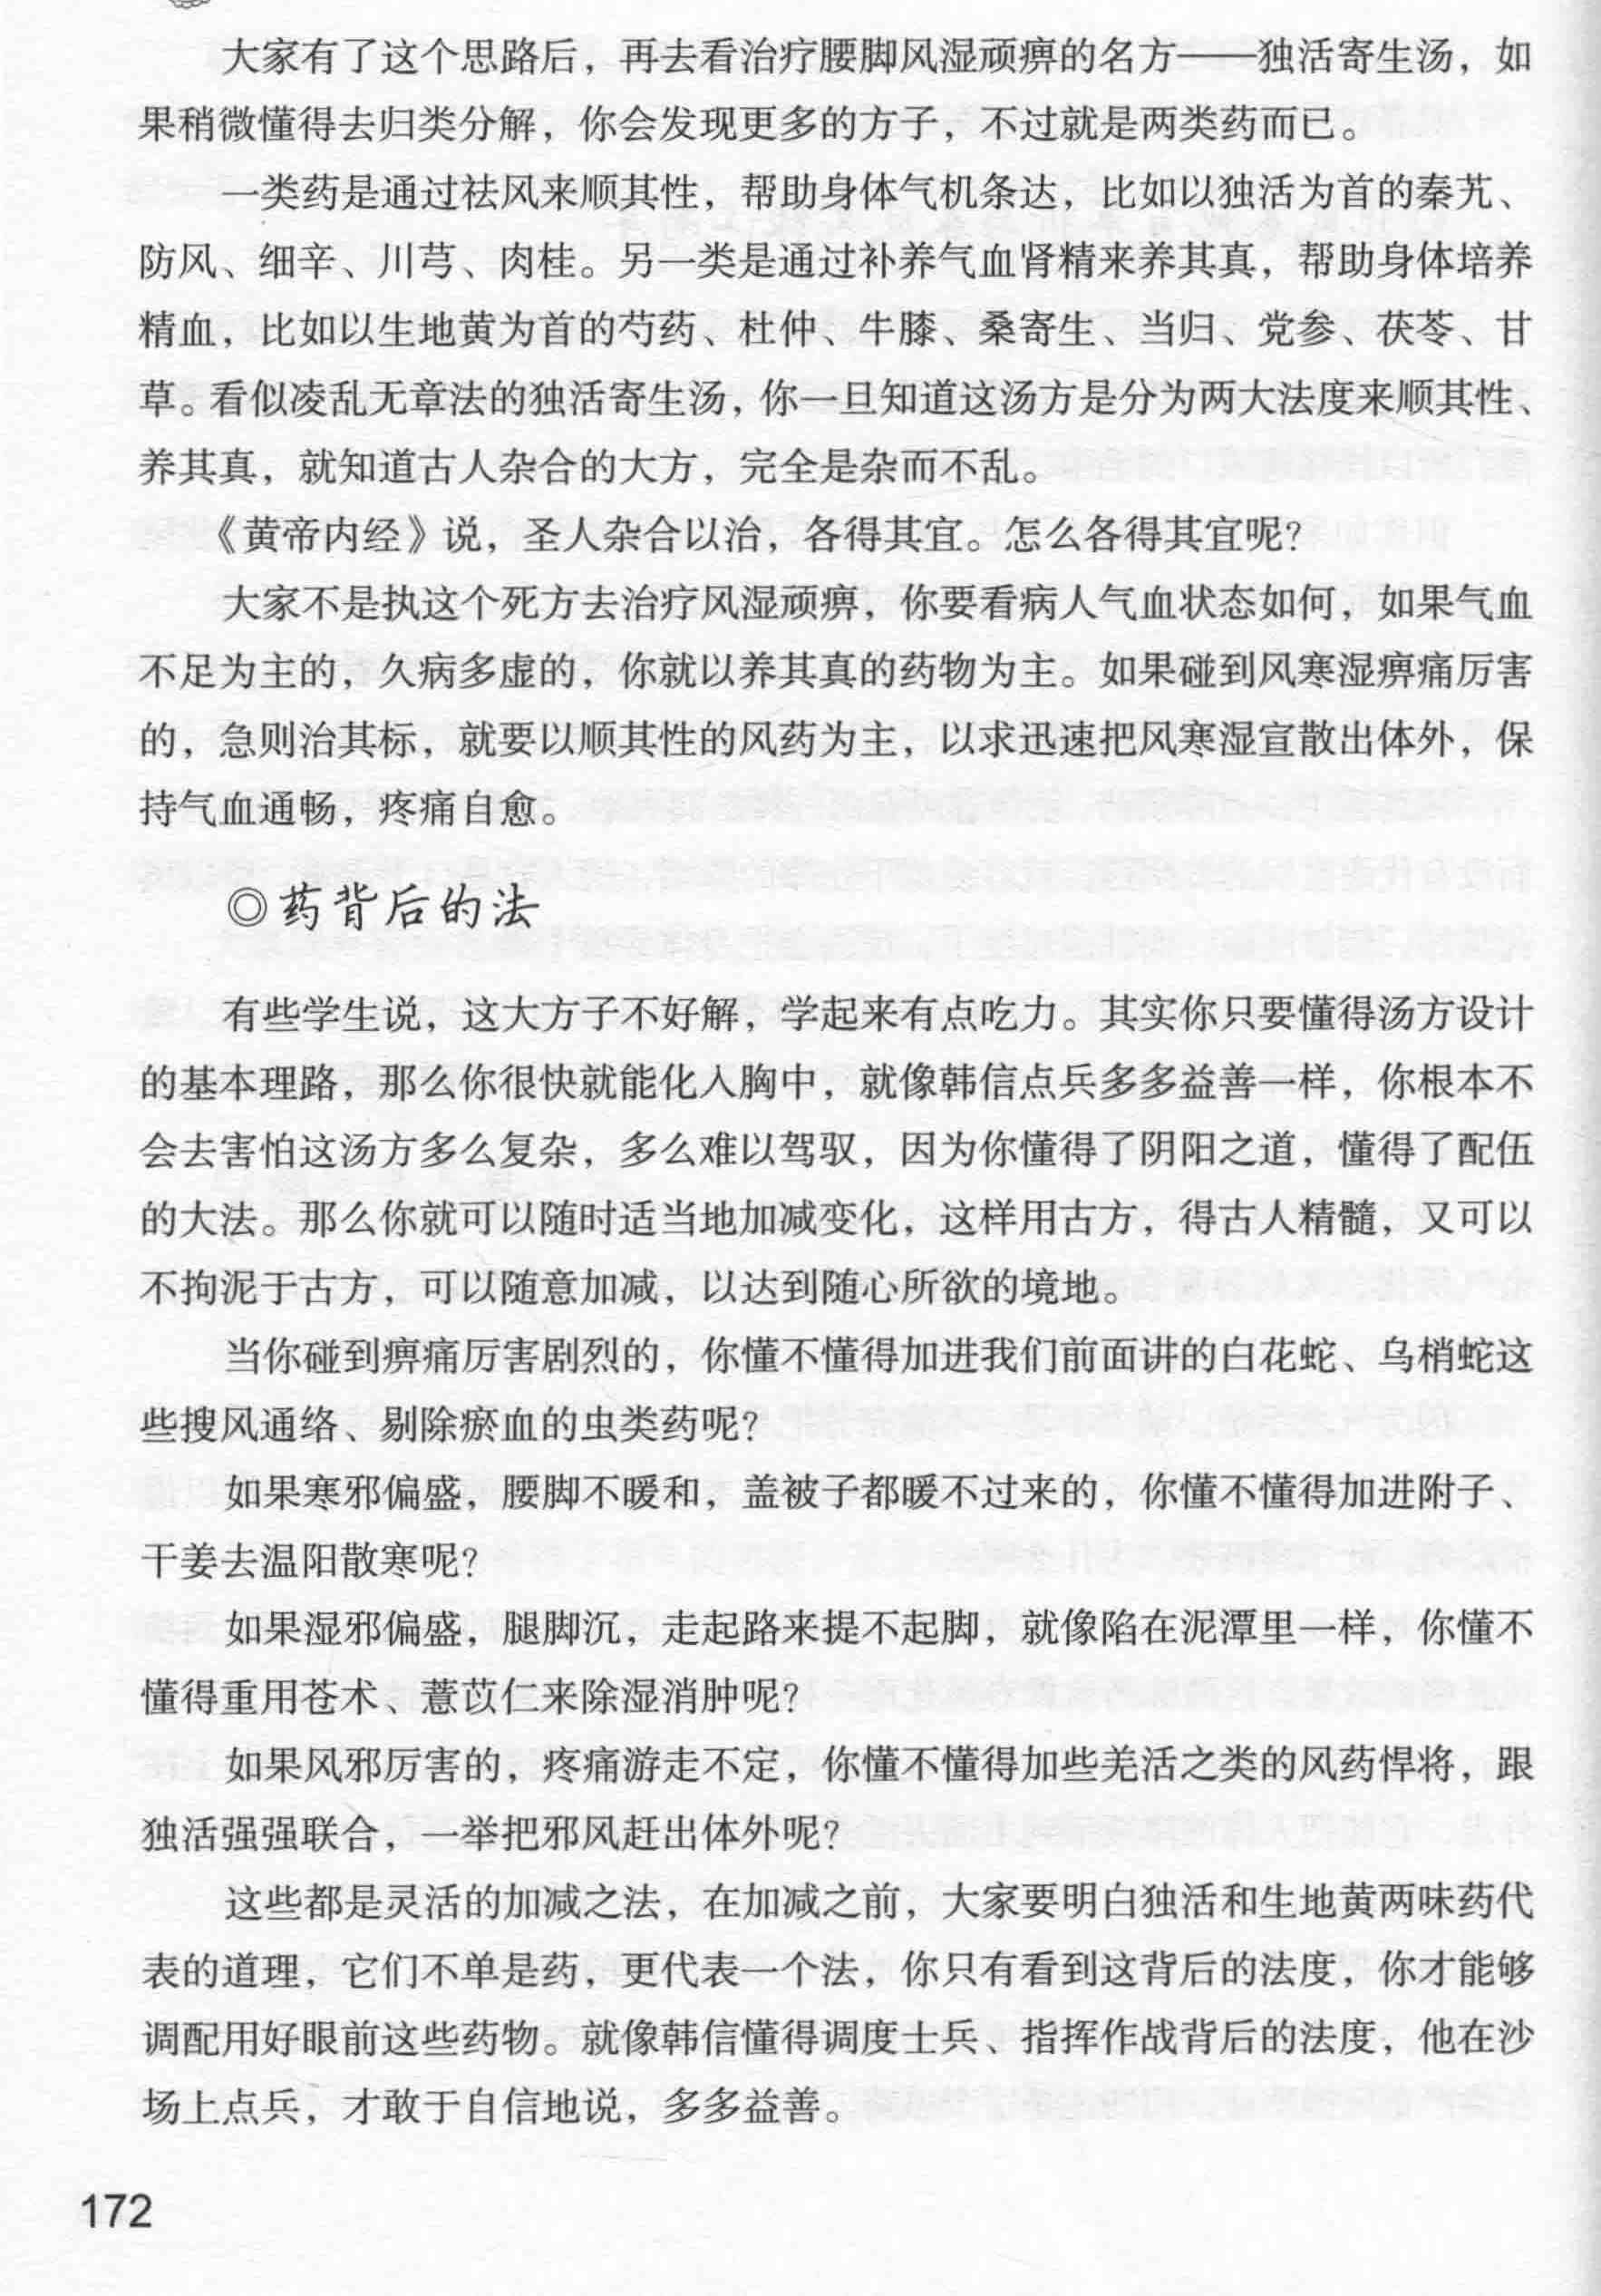 大家有了这个思路后，再去看治疗腰脚风湿顽痹的名方——独活寄生汤，如
果稍微懂得去归类分解，你会发现更多的方子，不过就是两类药而已。
一类药是通过祛风来顺其性，帮助身体气机条达，比如以独活为首的秦艽、
防风、细辛、川芎、肉桂。另一类是通过补养气血肾精来养其真，帮助身体培养
精血，比如以生地黄为首的芍药、杜仲、牛膝、桑寄生、当归、党参、茯苓、甘
草。看似凌乱无章法的独活寄生汤，你一旦知道这汤方是分为两大法度来顺其性、
养其真，就知道古人杂合的大方，完全是杂而不乱。
《黄帝内经》说，圣人杂合以治，各得其宜。怎么各得其宜呢？
大家不是执这个死方去治疗风湿顽痹，你要看病人气血状态如何，如果气血
不足为主的，久病多虚的，你就以养其真的药物为主。如果碰到风寒湿痹痛厉害
的，急则治其标，就要以顺其性的风药为主，以求迅速把风寒湿宣散出体外，保
持气血通畅，疼痛自愈。
◎药背后的法
有些学生说，这大方子不好解，学起来有点吃力。其实你只要懂得汤方设计
的基本理路，那么你很快就能化入胸中，就像韩信点兵多多益善一样，你根本不
会去害怕这汤方多么复杂，多么难以驾驭，因为你懂得了阴阳之道，懂得了配伍
的大法。那么你就可以随时适当地加减变化，这样用古方，得古人精髓，又可以
不拘泥于古方，可以随意加减，以达到随心所欲的境地。
当你碰到痹痛厉害剧烈的，你懂不懂得加进我们前面讲的白花蛇、乌梢蛇这
些搜风通络、剔除瘀血的虫类药呢？
如果寒邪偏盛，腰脚不暖和，盖被子都暖不过来的，你懂不懂得加进附子、
干姜去温阳散寒呢？
如果湿邪偏盛，腿脚沉，走起路来提不起脚，就像陷在泥潭里一样，你懂不
懂得重用苍术、薏苡仁来除湿消肿呢？
如果风邪厉害的，疼痛游走不定，你懂不懂得加些羌活之类的风药悍将，跟
独活强强联合，一举把邪风赶出体外呢？
这些都是灵活的加减之法，在加减之前，大家要明白独活和生地黄两味药代
表的道理，它们不单是药，更代表一个法，你只有看到这背后的法度，你才能够
调配用好眼前这些药物。就像韩信懂得调度士兵、指挥作战背后的法度，他在沙
场上点兵，才敢于自信地说，多多益善。
172